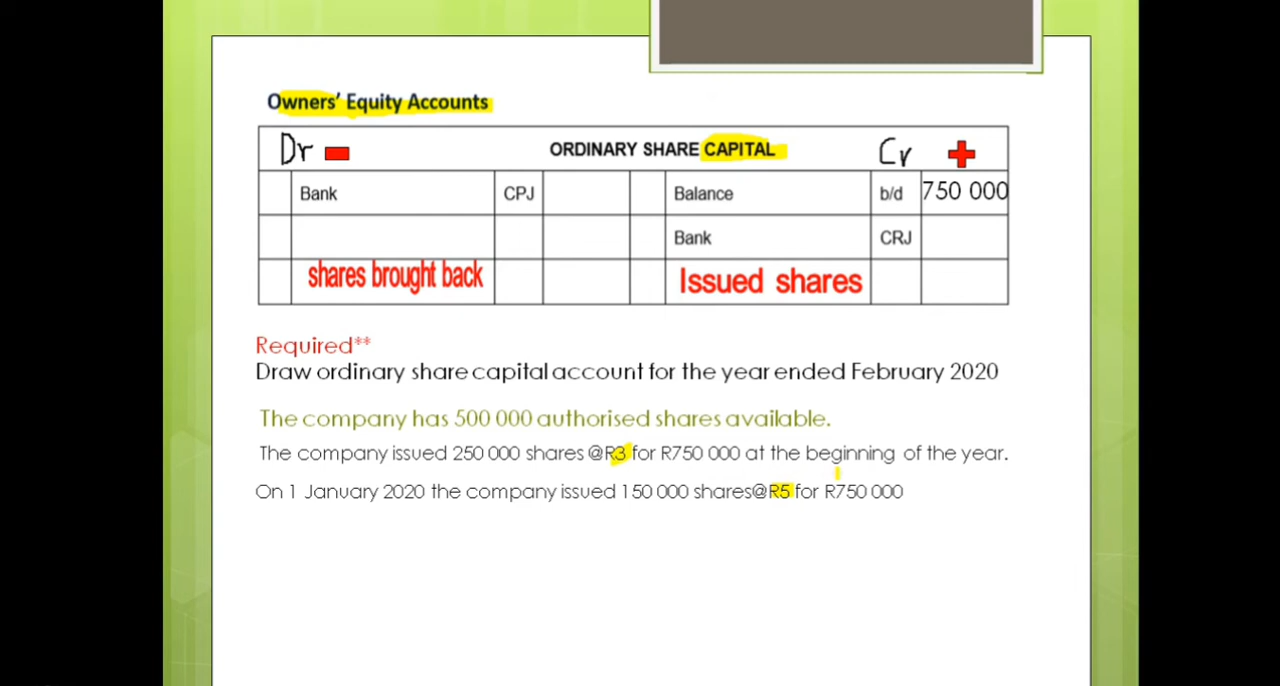 Owners' Equity Accounts
Dr ORDINARY SHARE CAPITAL Cr
Bank CPJ Balance b/d 750 000
Bank CRJ
shares brought back Issued shares
Required**
Draw ordinary share capital account for the year ended February 2020
The company has 500 000 authorised shares available.
The company issued 250 000 shares @R3 for R750 000 at the beginning of the year.
On 1 January 2020 the company issued 150 000 shares@R5 for R750 000